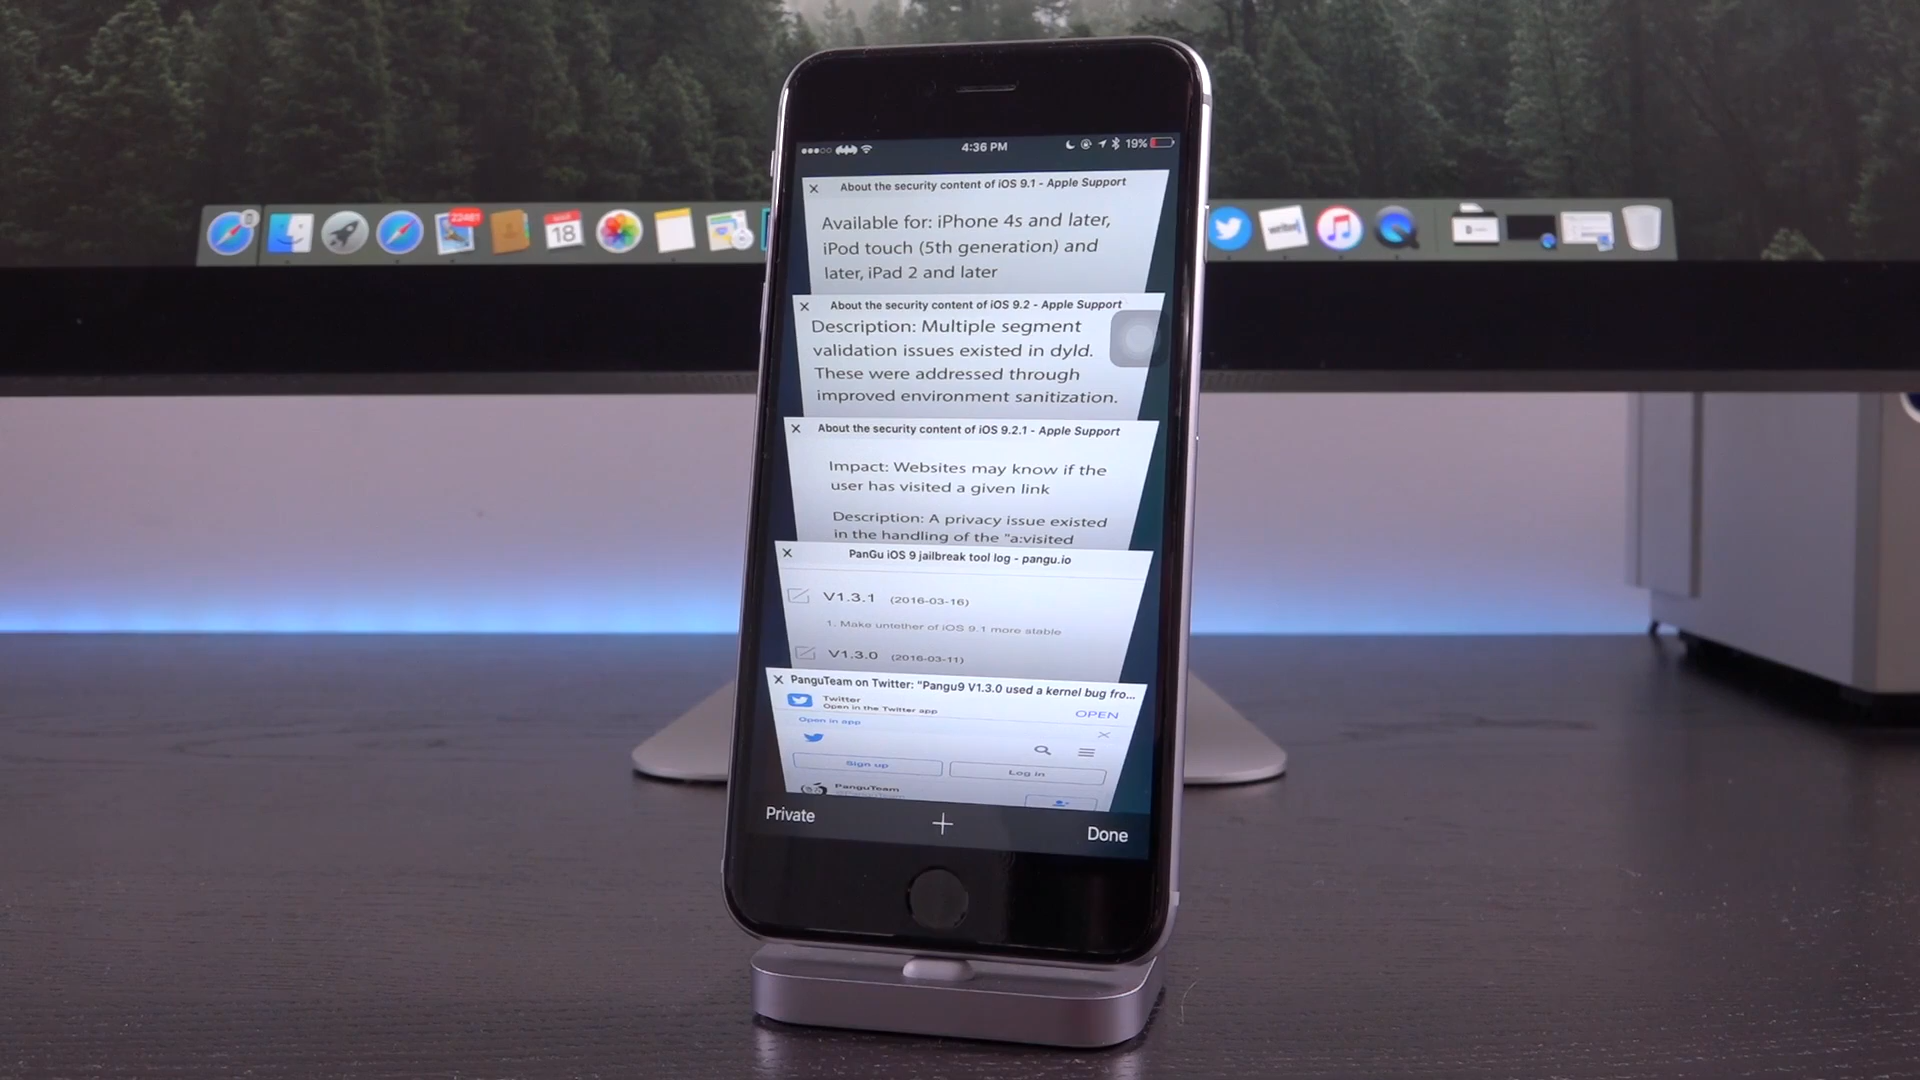 4:36 PM
19%
About the security content of iOS 9.1 - Apple Support
Available for: iPhone 4s and later,
iPod touch (5th generation) and
later, iPad 2 and later
About the security content of iOS 9.2 - Apple Support
Description: Multiple segment
validation issues existed in dyld.
These were addressed through
improved environment sanitization.
About the security content of iOS 9.2.1 - Apple Support
Impact: Websites may know if the
user has visited a given link
Description: A privacy issue existed
in the handling of the "a:visited
PanGu iOS 9 jailbreak tool log - pangu.io
V1.3.1 (2016-03-16)
1. Make untether of iOS 9.1 more stable
V1.3.0 (2016-03-11)
PanguTeam on Twitter: "Pangu9 V1.3.0 used a kernel bug fro...
Twitter
Open in the Twitter app
OPEN
Open in app
Sign up
Log in
PanguTeam
Private
Done
22461
18